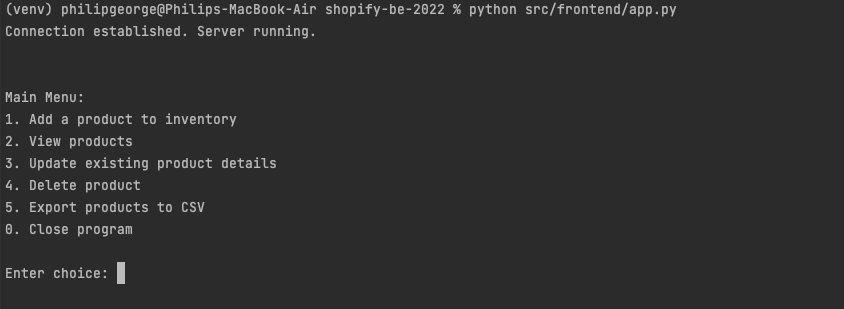 (venv) philipgeorge@Philips-MacBook-Air shopify-be-2022 % python src/frontend/app.py
Connection established. Server running.
Main Menu:
1. Add a product to inventory
2. View products
3. Update existing product details
4. Delete product
5. Export products to CSV
0. Close program
Enter choice: